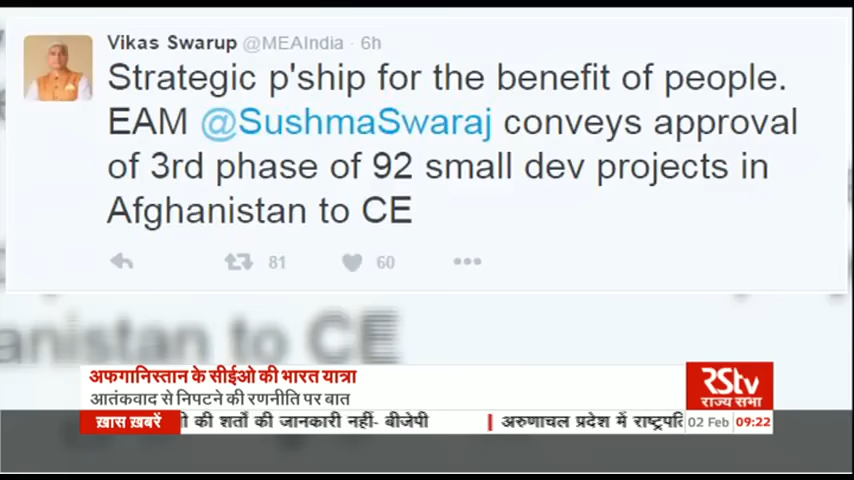 Vikas Swarup @MEAIndia · 6h
Strategic p'ship for the benefit of people.
EAM @SushmaSwaraj conveys approval
of 3rd phase of 92 small dev projects in
Afghanistan to CE
81 60
anistan to CE
अफगानिस्तान के सीईओ की भारत यात्रा
आतंकवाद से निपटने की रणनीति पर बात
RStv
राज्य सभा
ख़ास ख़बरें
की शर्तों की जानकारी नहीं- बीजेपी
अरुणाचल प्रदेश में राष्ट्रपति
02 Feb 09:22